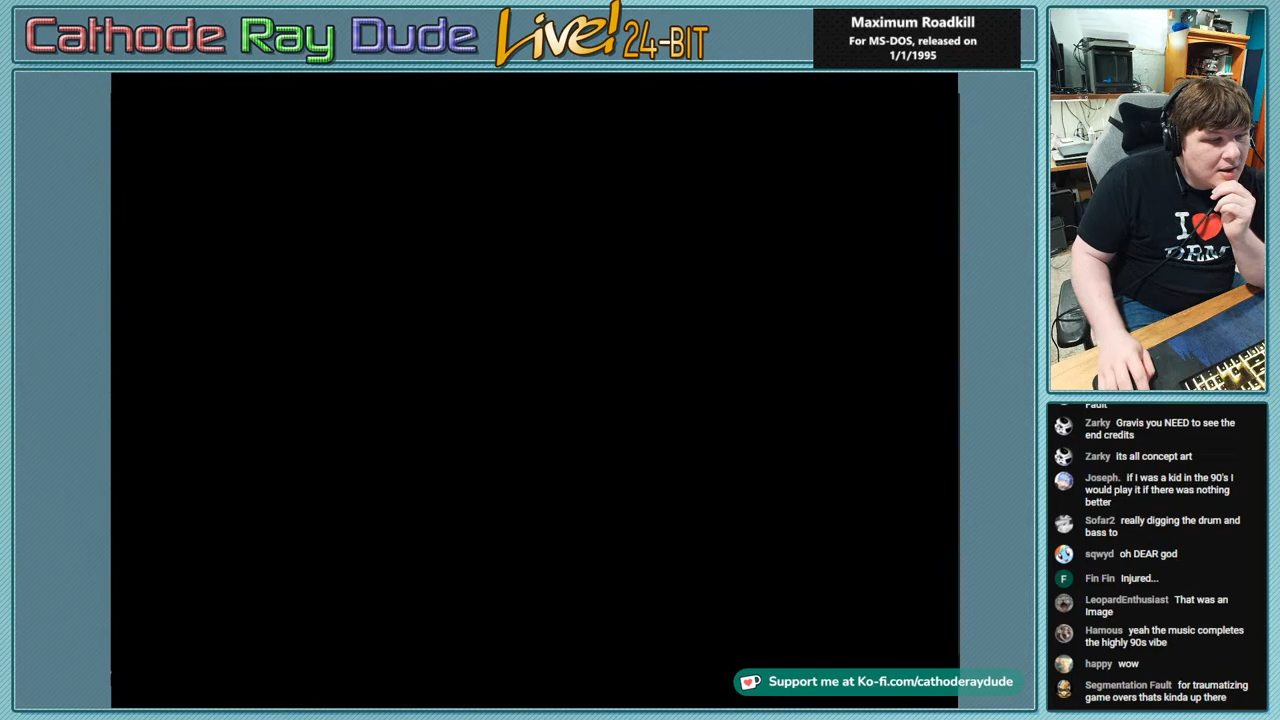 Cathode Ray Dude Live! 24-BIT
Maximum Roadkill
For MS-DOS, released on
1/1/1995
I
DRM
Fault
Zarky Gravis you NEED to see the
end credits
Zarky its all concept art
Joseph. If I was a kid in the 90's I
would play it if there was nothing
better
Sofar2 really digging the drum and
bass to
sqwyd oh DEAR god
F Fin Fin Injured...
LeopardEnthusiast That was an
Image
Hamous yeah the music completes
the highly 90s vibe
happy wow
Segmentation Fault for traumatizing
game overs thats kinda up there
Support me at Ko-fi.com/cathoderaydude